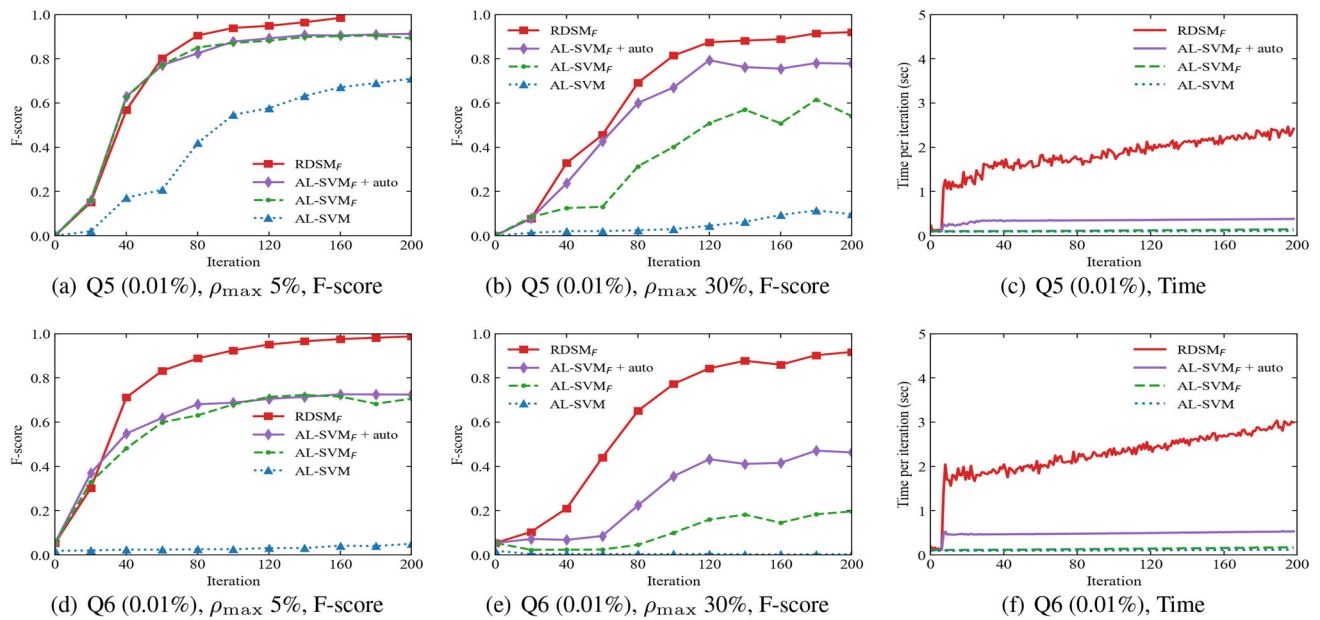 1.0
0.8
0.6
0.4
0.2
0.0
F-score
RDSM_F
AL-SVM_F + auto
AL-SVM_F
AL-SVM
0 40 80 120 160 200
Iteration
(a) Q5 (0.01%), ρmax 5%, F-score
1.0
0.8
0.6
0.4
0.2
0.0
F-score
RDSM_F
AL-SVM_F + auto
AL-SVM_F
AL-SVM
0 40 80 120 160 200
Iteration
(b) Q5 (0.01%), ρmax 30%, F-score
5
4
3
2
1
0
Time per iteration (sec)
RDSM_F
AL-SVM_F + auto
AL-SVM_F
AL-SVM
0 40 80 120 160 200
Iteration
(c) Q5 (0.01%), Time
1.0
0.8
0.6
0.4
0.2
0.0
F-score
RDSM_F
AL-SVM_F + auto
AL-SVM_F
AL-SVM
0 40 80 120 160 200
Iteration
(d) Q6 (0.01%), ρmax 5%, F-score
1.0
0.8
0.6
0.4
0.2
0.0
F-score
RDSM_F
AL-SVM_F + auto
AL-SVM_F
AL-SVM
0 40 80 120 160 200
Iteration
(e) Q6 (0.01%), ρmax 30%, F-score
5
4
3
2
1
0
Time per iteration (sec)
RDSM_F
AL-SVM_F + auto
AL-SVM_F
AL-SVM
0 40 80 120 160 200
Iteration
(f) Q6 (0.01%), Time